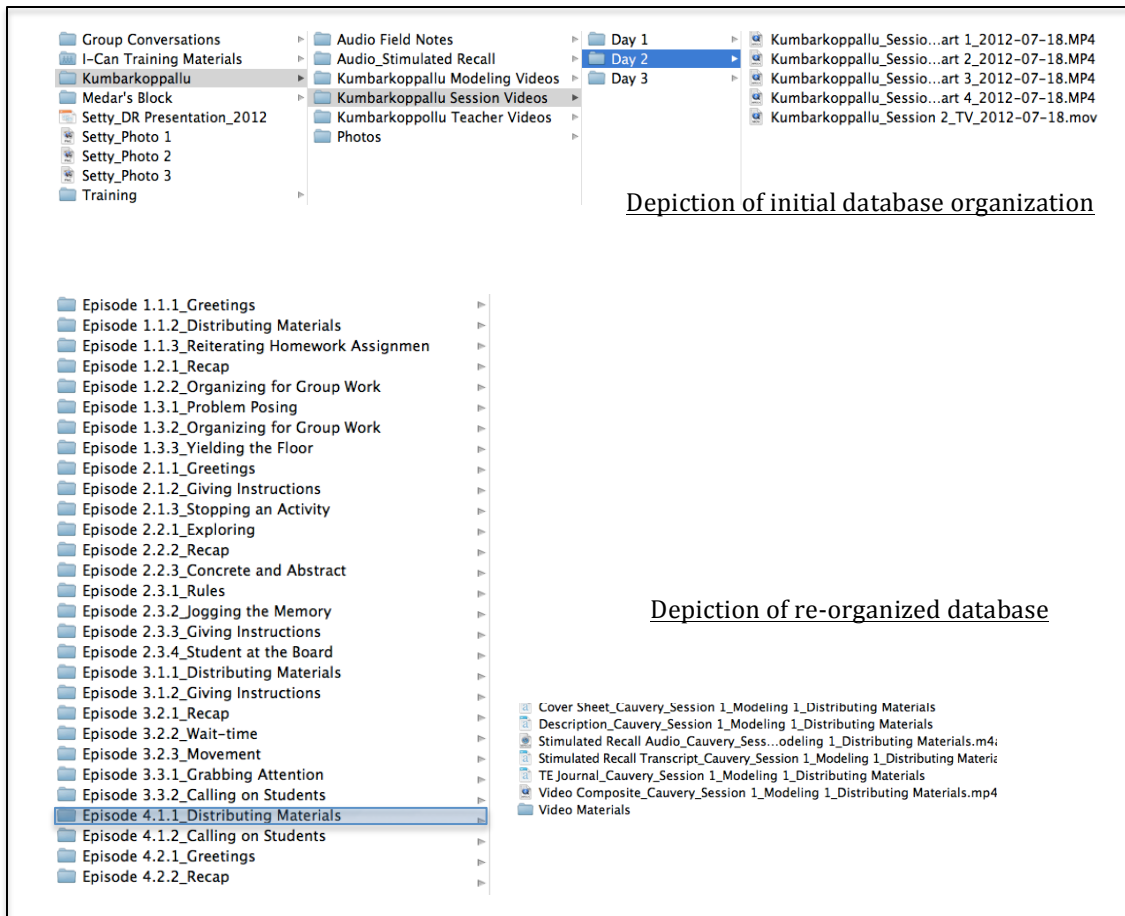 Group Conversations
I-Can Training Materials
Kumbarkoppallu
Medar's Block
Setty_DR Presentation_2012
Setty_Photo 1
Setty_Photo 2
Setty_Photo 3
Training
Audio Field Notes
Audio_Stimulated Recall
Kumbarkoppallu Modeling Videos
Kumbarkoppallu Session Videos
Kumbarkoppollu Teacher Videos
Photos
Day 1
Day 2
Day 3
Kumbarkoppallu_Sessio...art 1_2012-07-18.MP4
Kumbarkoppallu_Sessio...art 2_2012-07-18.MP4
Kumbarkoppallu_Sessio...art 3_2012-07-18.MP4
Kumbarkoppallu_Sessio...art 4_2012-07-18.MP4
Kumbarkoppallu_Session 2_TV_2012-07-18.mov
Depiction of initial database organization
Episode 1.1.1_Greetings
Episode 1.1.2_Distributing Materials
Episode 1.1.3_Reiterating Homework Assignmen
Episode 1.2.1_Recap
Episode 1.2.2_Organizing for Group Work
Episode 1.3.1_Problem Posing
Episode 1.3.2_Organizing for Group Work
Episode 1.3.3_Yielding the Floor
Episode 2.1.1_Greetings
Episode 2.1.2_Giving Instructions
Episode 2.1.3_Stopping an Activity
Episode 2.2.1_Exploring
Episode 2.2.2_Recap
Episode 2.2.3_Concrete and Abstract
Episode 2.3.1_Rules
Episode 2.3.2_Jogging the Memory
Episode 2.3.3_Giving Instructions
Episode 2.3.4_Student at the Board
Episode 3.1.1_Distributing Materials
Episode 3.1.2_Giving Instructions
Episode 3.2.1_Recap
Episode 3.2.2_Wait-time
Episode 3.2.3_Movement
Episode 3.3.1_Grabbing Attention
Episode 3.3.2_Calling on Students
Episode 4.1.1_Distributing Materials
Episode 4.1.2_Calling on Students
Episode 4.2.1_Greetings
Episode 4.2.2_Recap
Depiction of re-organized database
Cover Sheet_Cauvery_Session 1_Modeling 1_Distributing Materials
Description_Cauvery_Session 1_Modeling 1_Distributing Materials
Stimulated Recall Audio_Cauvery_Sess...odeling 1_Distributing Materials.m4a
Stimulated Recall Transcript_Cauvery_Session 1_Modeling 1_Distributing Materia
TE Journal_Cauvery_Session 1_Modeling 1_Distributing Materials
Video Composite_Cauvery_Session 1_Modeling 1_Distributing Materials.mp4
Video Materials